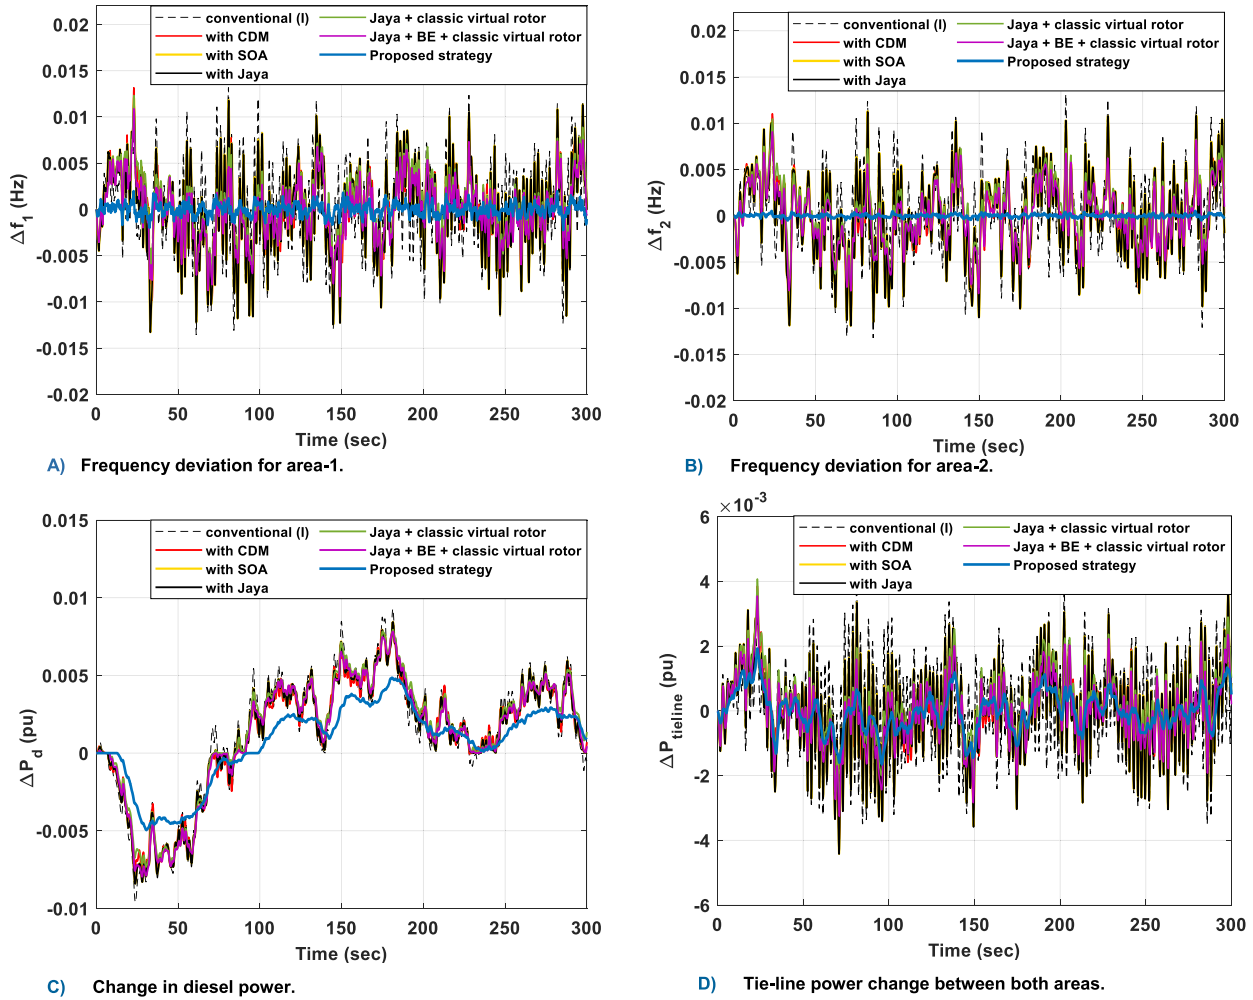 0.02
0.015
0.01
0.005
0
-0.005
-0.01
-0.015
-0.02
Δf1 (Hz)
conventional (I)
with CDM
with SOA
with Jaya
Jaya + classic virtual rotor
Jaya + BE + classic virtual rotor
Proposed strategy
0 50 100 150 200 250 300
Time (sec)
A) Frequency deviation for area-1.
0.02
0.015
0.01
0.005
0
-0.005
-0.01
-0.015
-0.02
Δf2 (Hz)
conventional (I)
with CDM
with SOA
with Jaya
Jaya + classic virtual rotor
Jaya + BE + classic virtual rotor
Proposed strategy
0 50 100 150 200 250 300
Time (sec)
B) Frequency deviation for area-2.
0.015
0.01
0.005
0
-0.005
-0.01
ΔPd (pu)
conventional (I)
with CDM
with SOA
with Jaya
Jaya + classic virtual rotor
Jaya + BE + classic virtual rotor
Proposed strategy
0 50 100 150 200 250 300
Time (sec)
C) Change in diesel power.
×10-3
6
4
2
0
-2
-4
-6
ΔPtieline (pu)
conventional (I)
with CDM
with SOA
with Jaya
Jaya + classic virtual rotor
Jaya + BE + classic virtual rotor
Proposed strategy
0 50 100 150 200 250 300
Time (sec)
D) Tie-line power change between both areas.